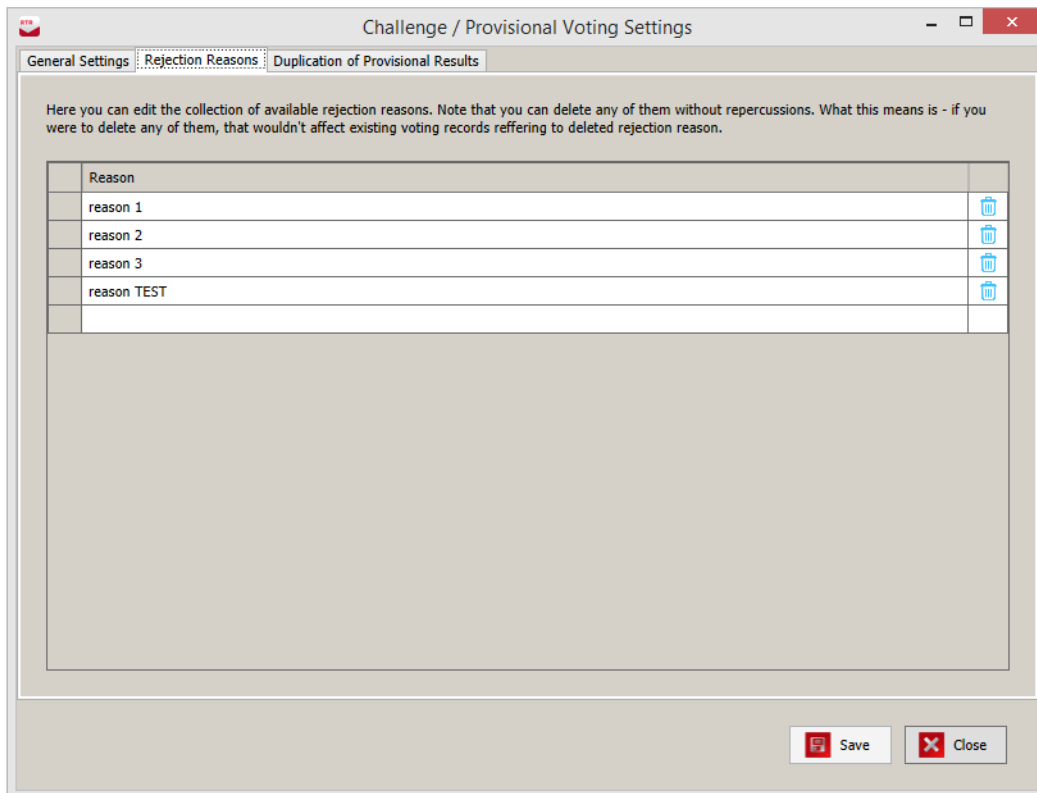 RTR
Challenge / Provisional Voting Settings
General Settings Rejection Reasons Duplication of Provisional Results
Here you can edit the collection of available rejection reasons. Note that you can delete any of them without repercussions. What this means is - if you
were to delete any of them, that wouldn't affect existing voting records reffering to deleted rejection reason.
Reason
reason 1
reason 2
reason 3
reason TEST
Save Close